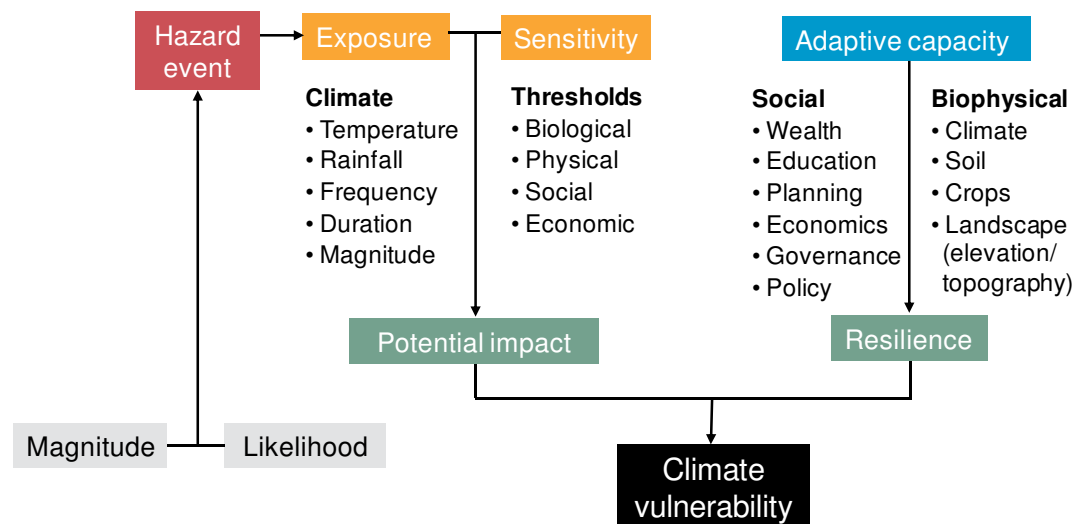 Hazard
event
Exposure
Sensitivity
Adaptive capacity
Climate
• Temperature
• Rainfall
• Frequency
• Duration
• Magnitude
Thresholds
• Biological
• Physical
• Social
• Economic
Social
• Wealth
• Education
• Planning
• Economics
• Governance
• Policy
Biophysical
• Climate
• Soil
• Crops
• Landscape
(elevation/
topography)
Potential impact
Resilience
Magnitude
Likelihood
Climate
vulnerability